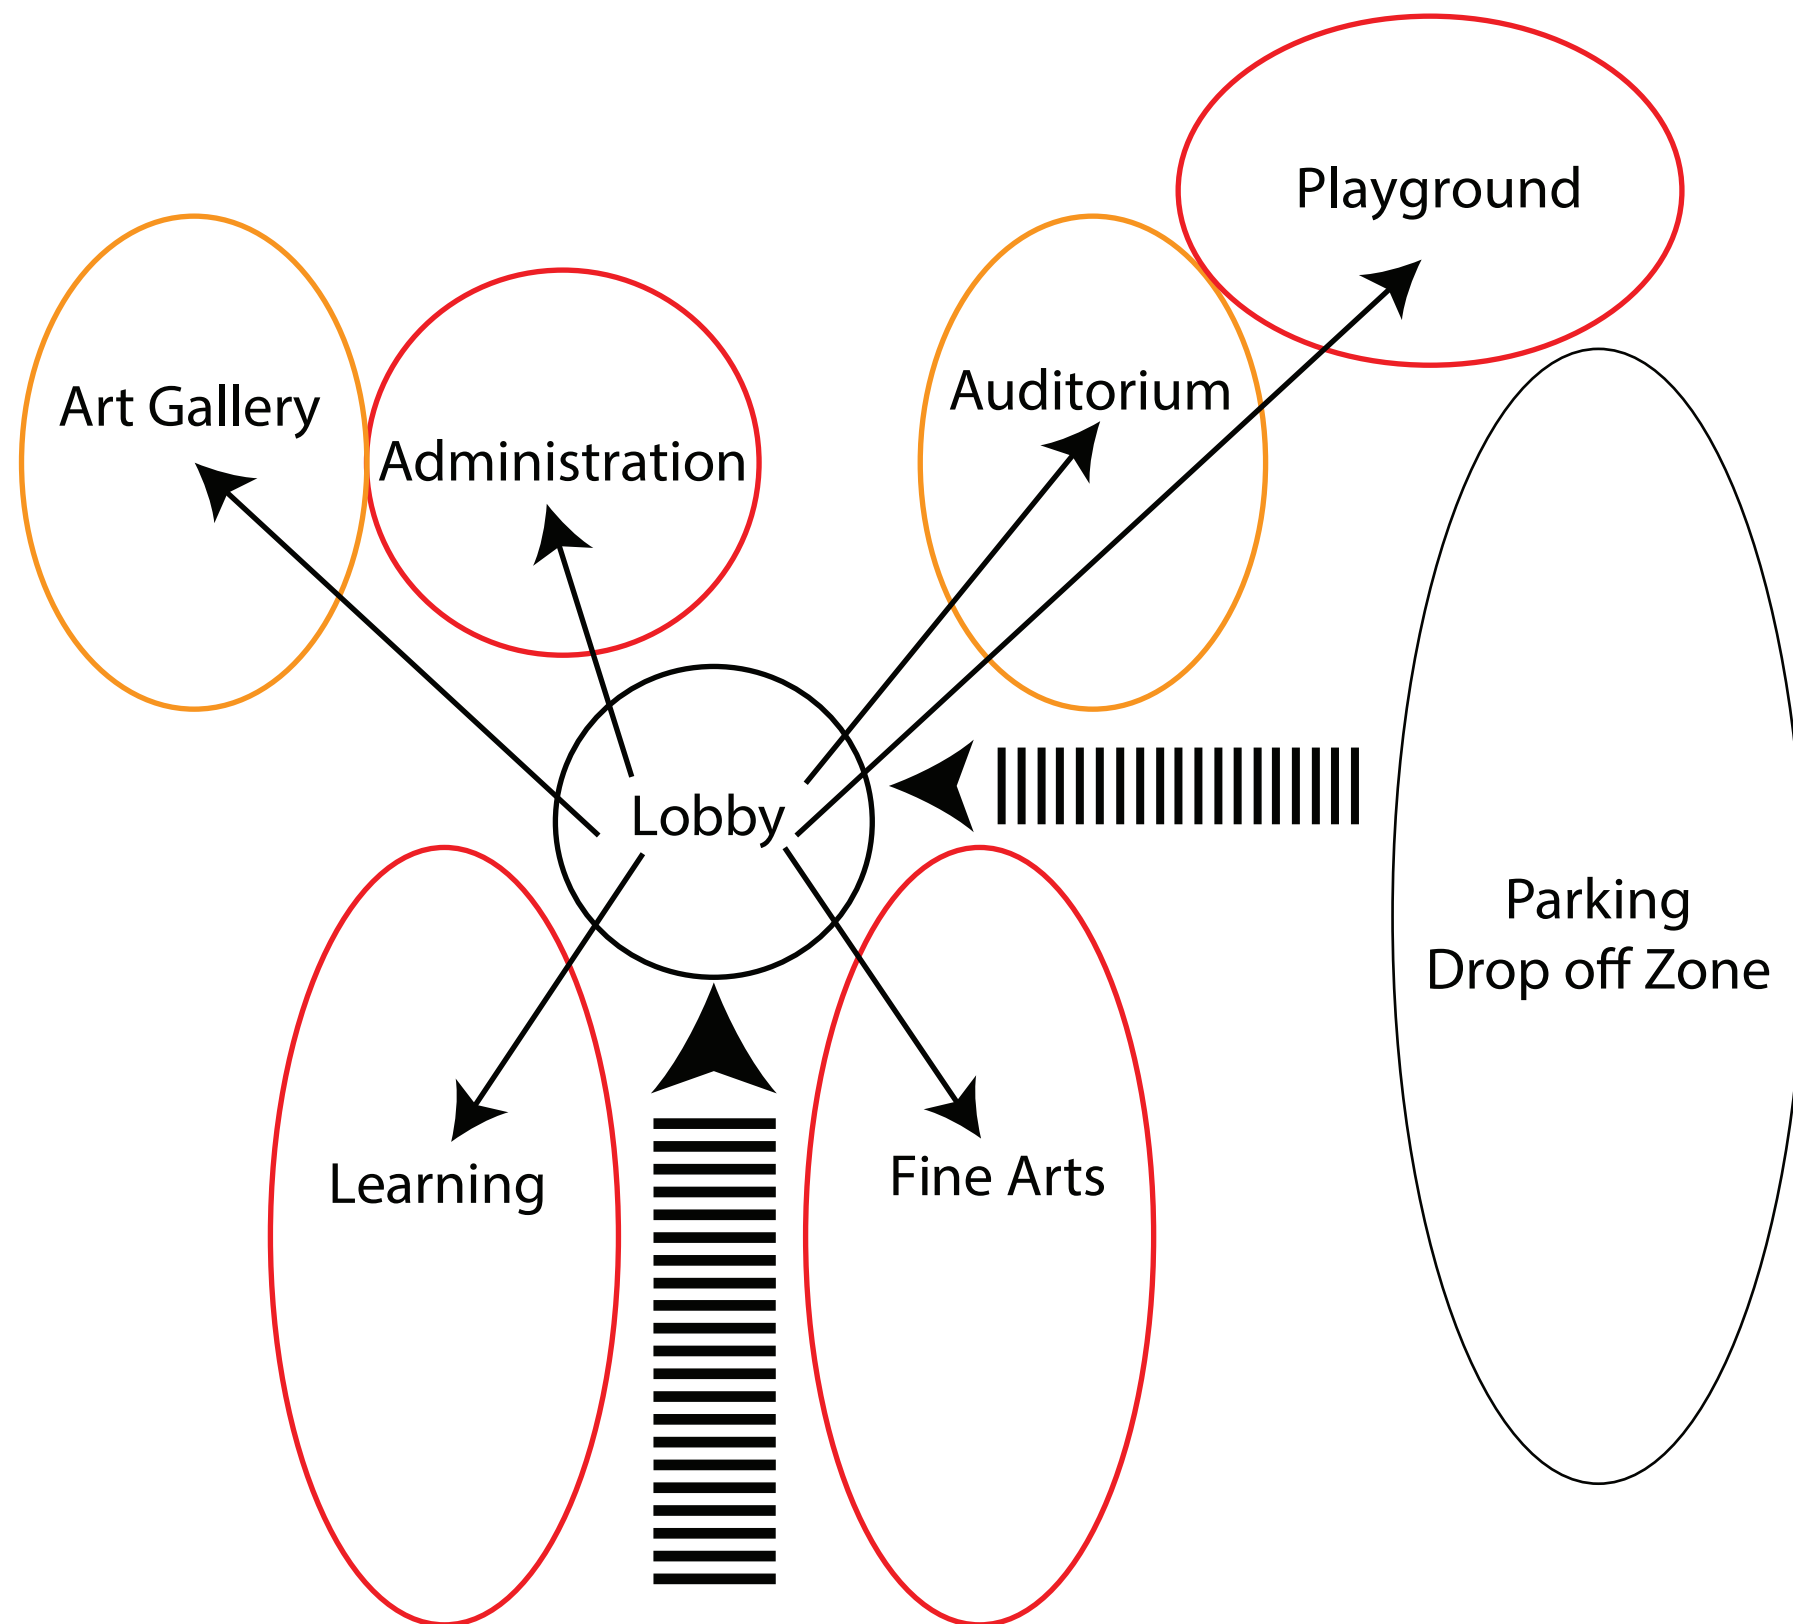 Playground
Art Gallery
Auditorium
Administration
Lobby
Parking
Drop off Zone
Learning
Fine Arts